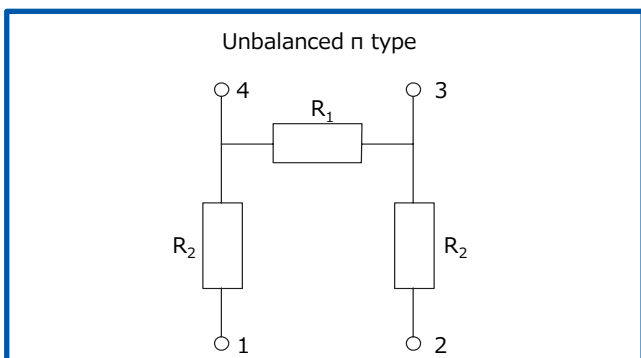 Unbalanced π type
4 3
R₁
R₂ R₂
1 2